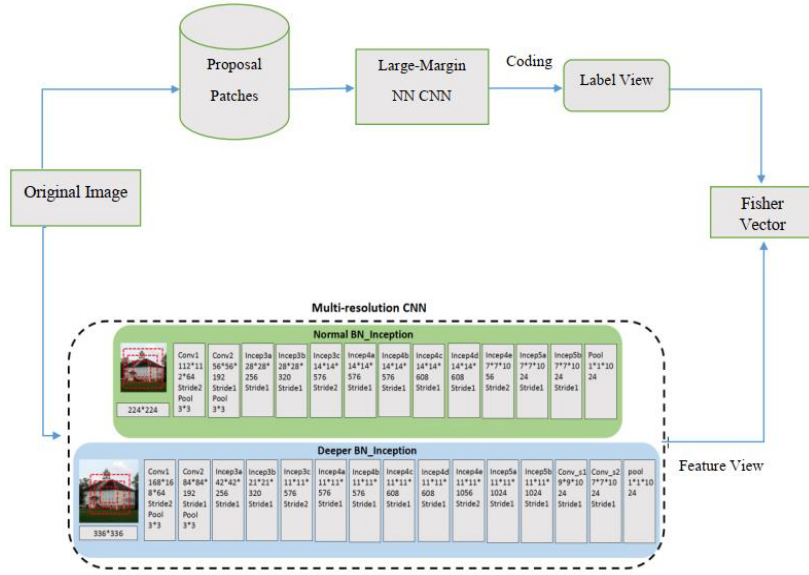 Proposal
Patches
Large-Margin
NN CNN
Coding
Label View
Original Image
Fisher
Vector
Multi-resolution CNN
Normal BN_Inception
224*224
Conv1
112*11
2*64
Stride2
Pool
3*3
Conv2
56*56*
192
Stride1
Pool
3*3
Incep3a
28*28*
256
Stride1
Incep3b
28*28*
320
Stride1
Incep3c
14*14*
576
Stride2
Incep4a
14*14*
576
Stride1
Incep4b
14*14*
576
Stride1
Incep4c
14*14*
608
Stride1
Incep4d
14*14*
608
Stride1
Incep4e
7*7*10
56
Stride2
Incep5a
7*7*10
24
Stride1
Incep5b
7*7*10
24
Stride1
Pool
1*1*10
24
Deeper BN_Inception
336*336
Conv1
168*16
8*64
Stride2
Pool
3*3
Conv2
84*84*
192
Stride1
Pool
3*3
Incep3a
42*42*
256
Stride1
Incep3b
21*21*
320
Stride1
Incep3c
11*11*
576
Stride2
Incep4a
11*11*
576
Stride1
Incep4b
11*11*
576
Stride1
Incep4c
11*11*
608
Stride1
Incep4d
11*11*
608
Stride1
Incep4e
11*11*
1056
Stride2
Incep5a
11*11*
1024
Stride1
Incep5b
11*11*
1024
Stride1
Conv_s1
9*9*10
24
Stride1
Conv_s2
7*7*10
24
Stride1
pool
1*1*10
24
Feature View